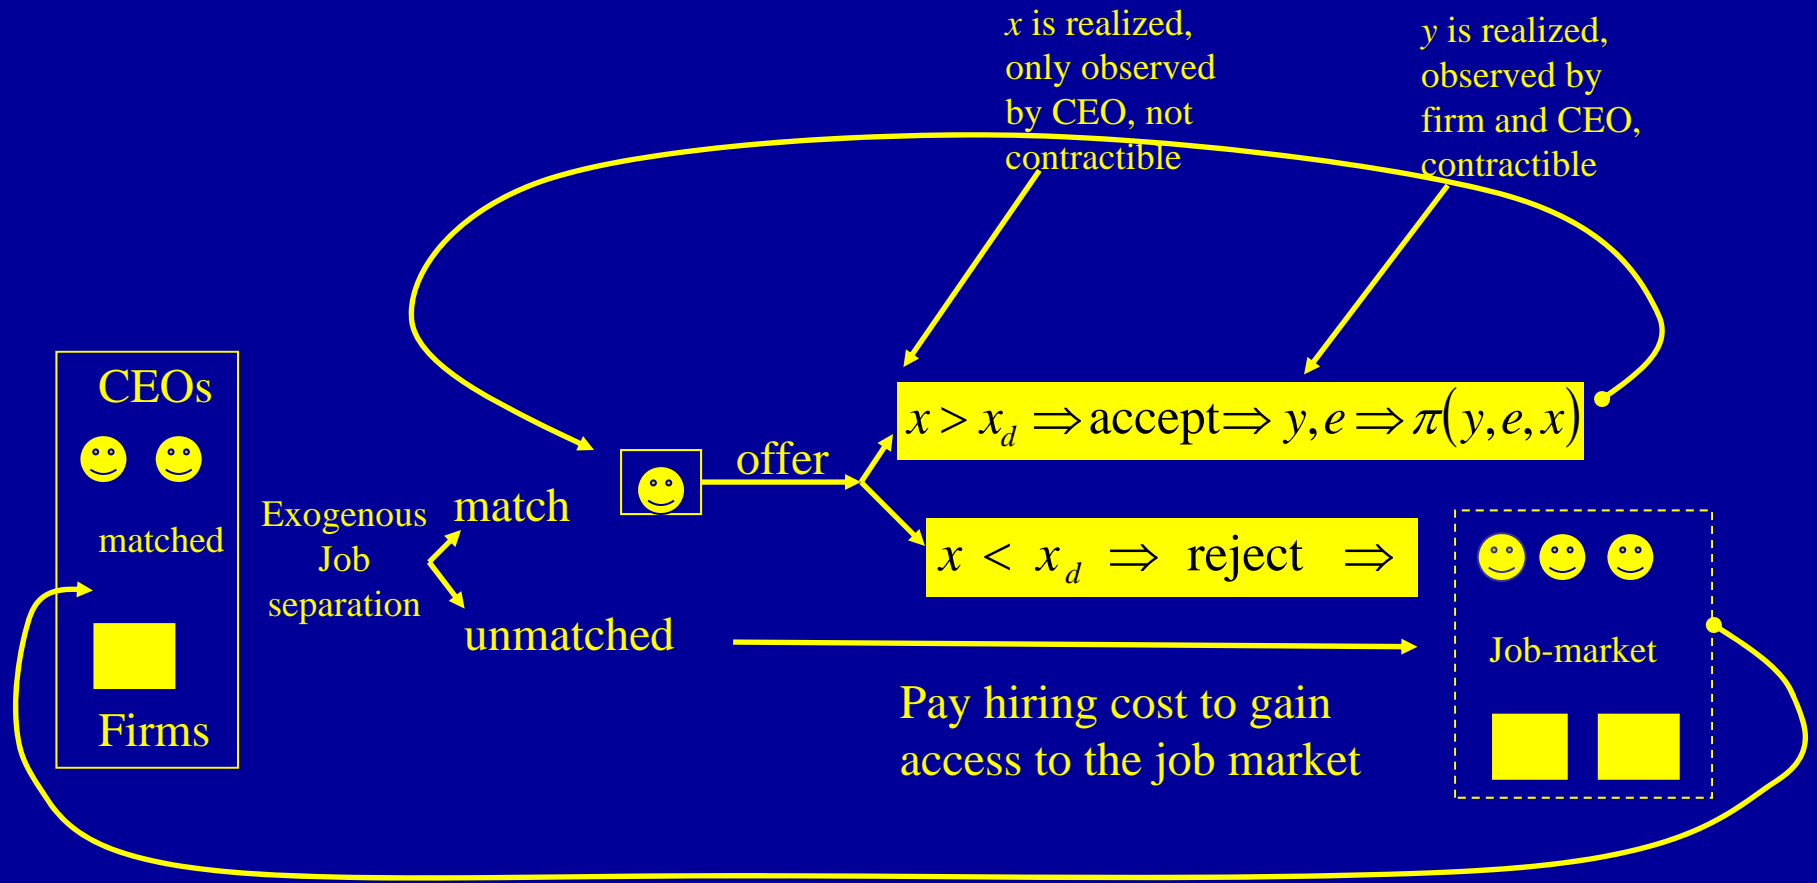 x is realized,
only observed
by CEO, not
contractible
y is realized,
observed by
firm and CEO,
contractible
CEOs
matched
Firms
Exogenous
Job
separation
match
unmatched
offer
x > x_d ⇒ accept ⇒ y, e ⇒ π(y, e, x)
x < x_d ⇒ reject ⇒
Job-market
Pay hiring cost to gain
access to the job market